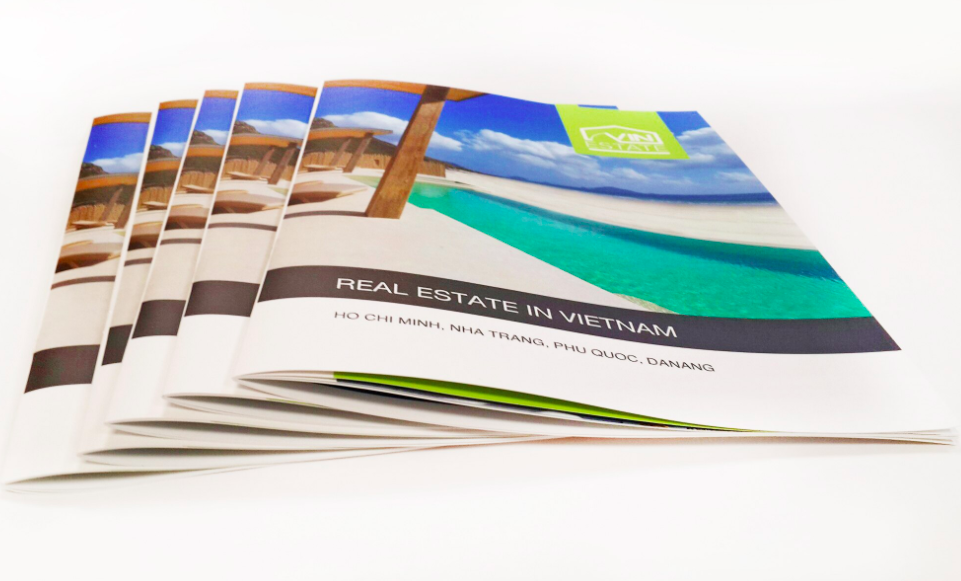 VIN
ESTATE
REAL ESTATE IN VIETNAM
HO CHI MINH, NHA TRANG, PHU QUOC, DANANG